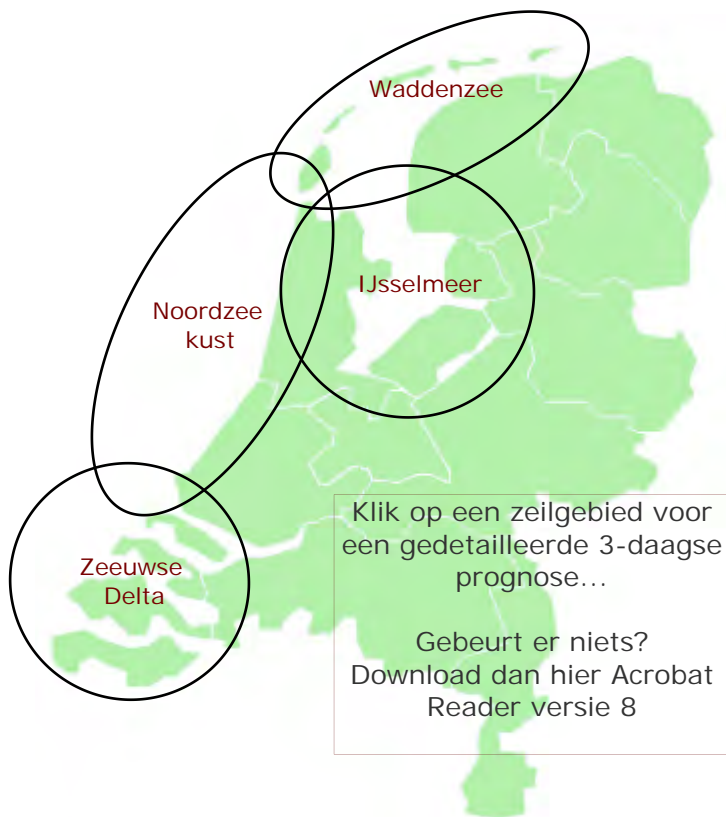 Waddenzee
IJsselmeer
Noordzee
kust
Zeeuwse
Delta
Klik op een zeilgebied voor
een gedetailleerde 3-daagse
prognose...
Gebeurt er niets?
Download dan hier Acrobat
Reader versie 8